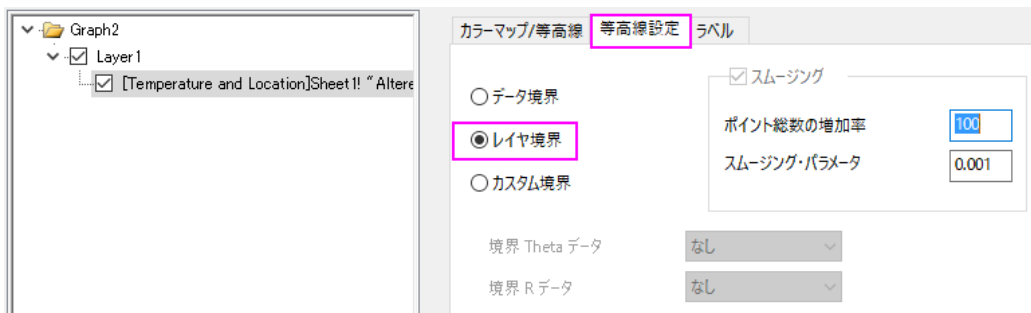 Graph2
Layer1
[Temperature and Location]Sheet1! "Altere
カラーマップ/等高線 等高線設定 ラベル
データ境界
レイヤ境界
カスタム境界
スムージング
ポイント総数の増加率 100
スムージング・パラメータ 0.001
境界 Theta データ なし
境界 R データ なし